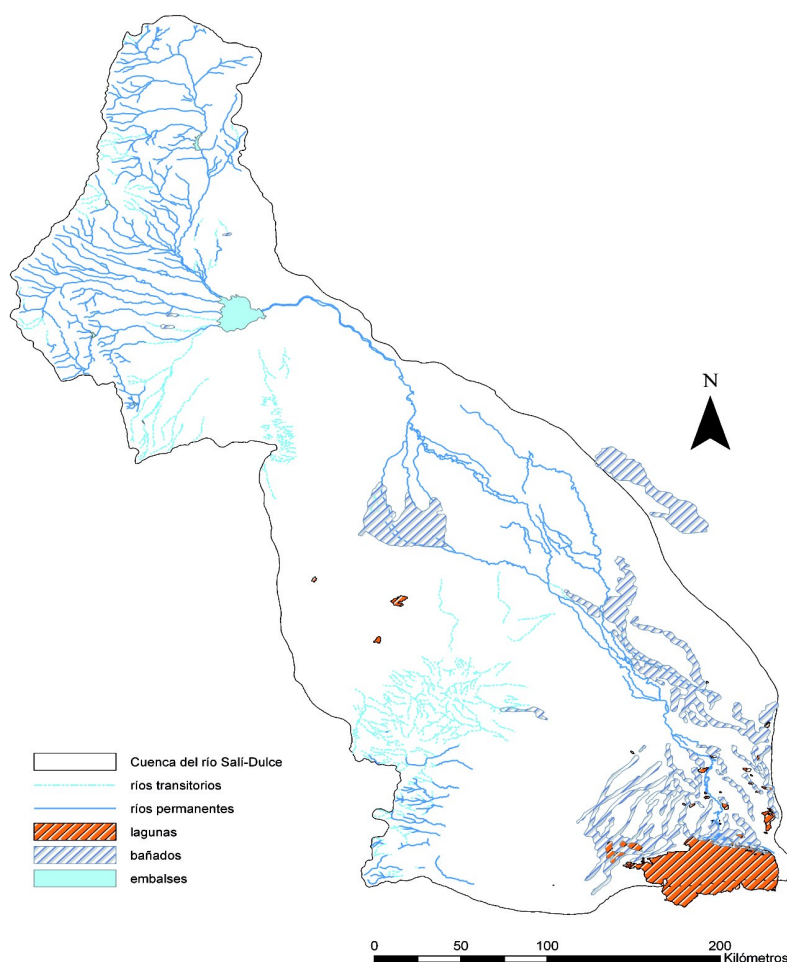 N
Cuenca del río Salí-Dulce
ríos transitorios
ríos permanentes
lagunas
bañados
embalses
0 50 100 200
Kilómetros